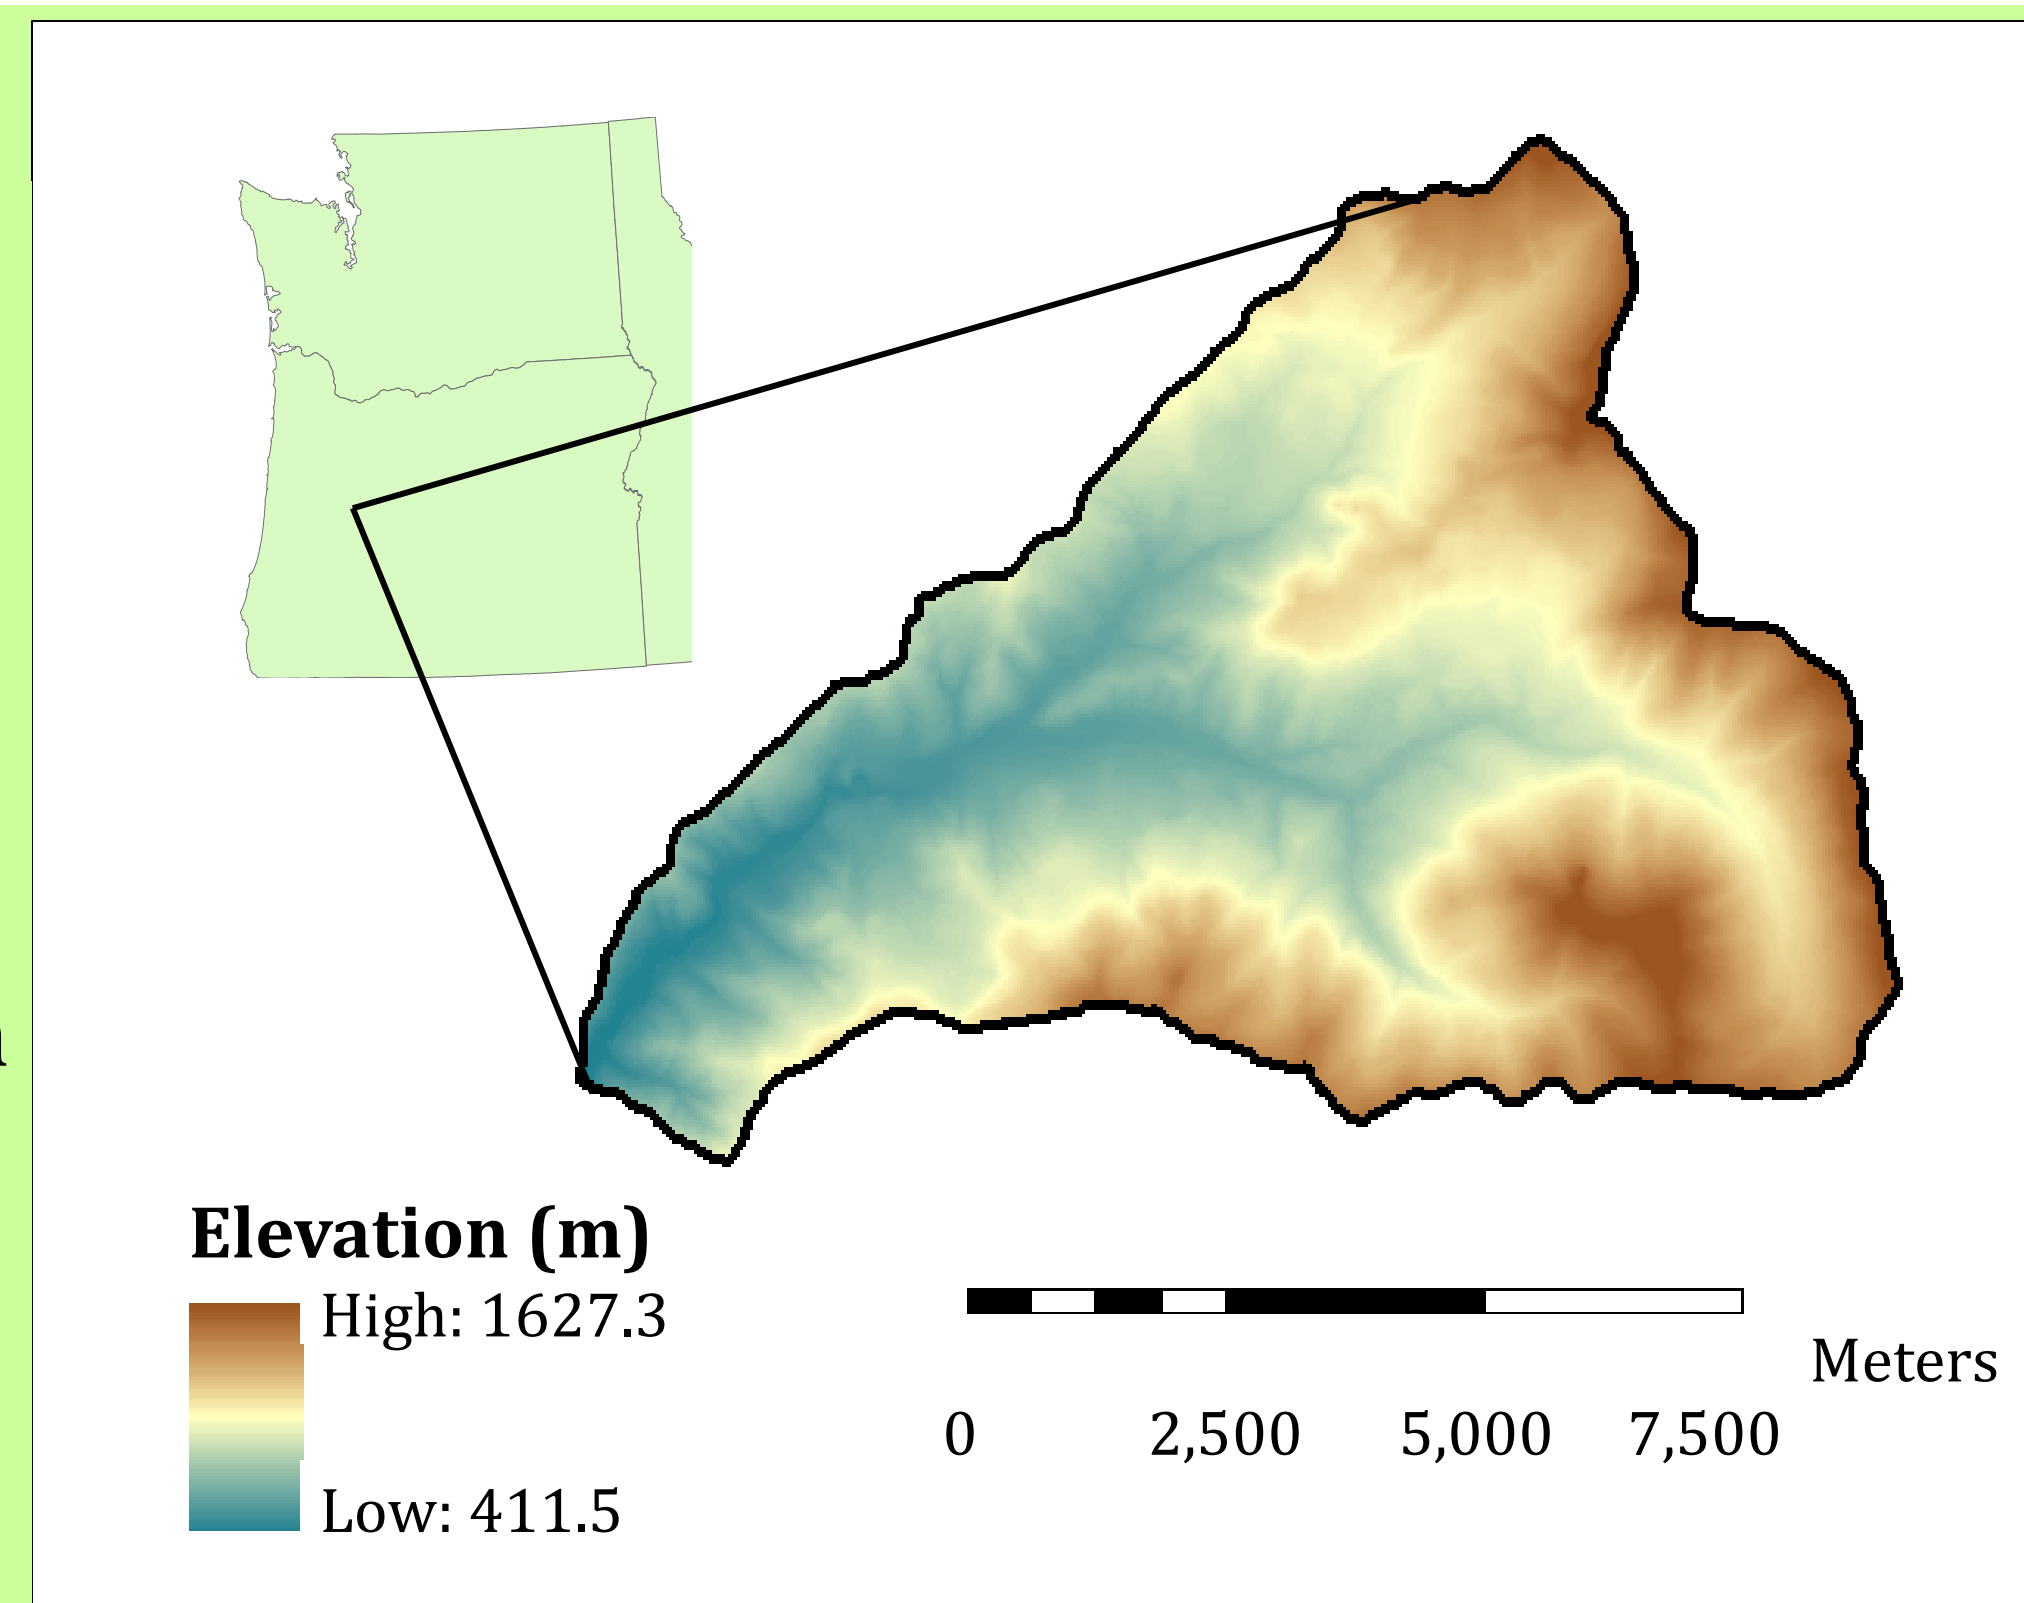 Elevation (m)
High: 1627.3
Low: 411.5
Meters
0 2,500 5,000 7,500